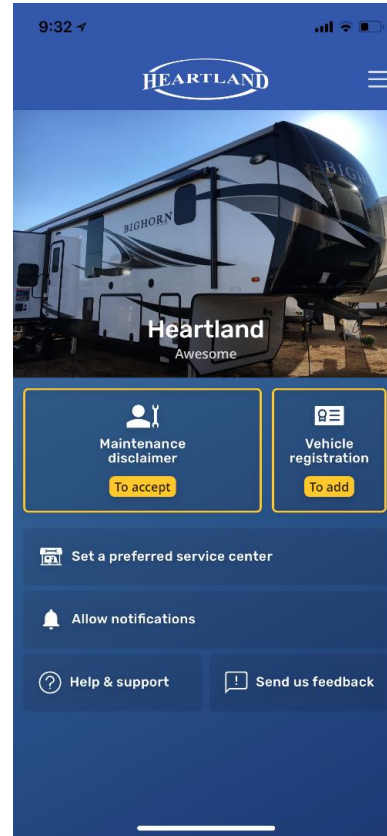 9:32
HEARTLAND
BIGHORN
BIGHORN
Heartland
Awesome
Maintenance
disclaimer
To accept
Vehicle
registration
To add
Set a preferred service center
Allow notifications
Help & support
Send us feedback